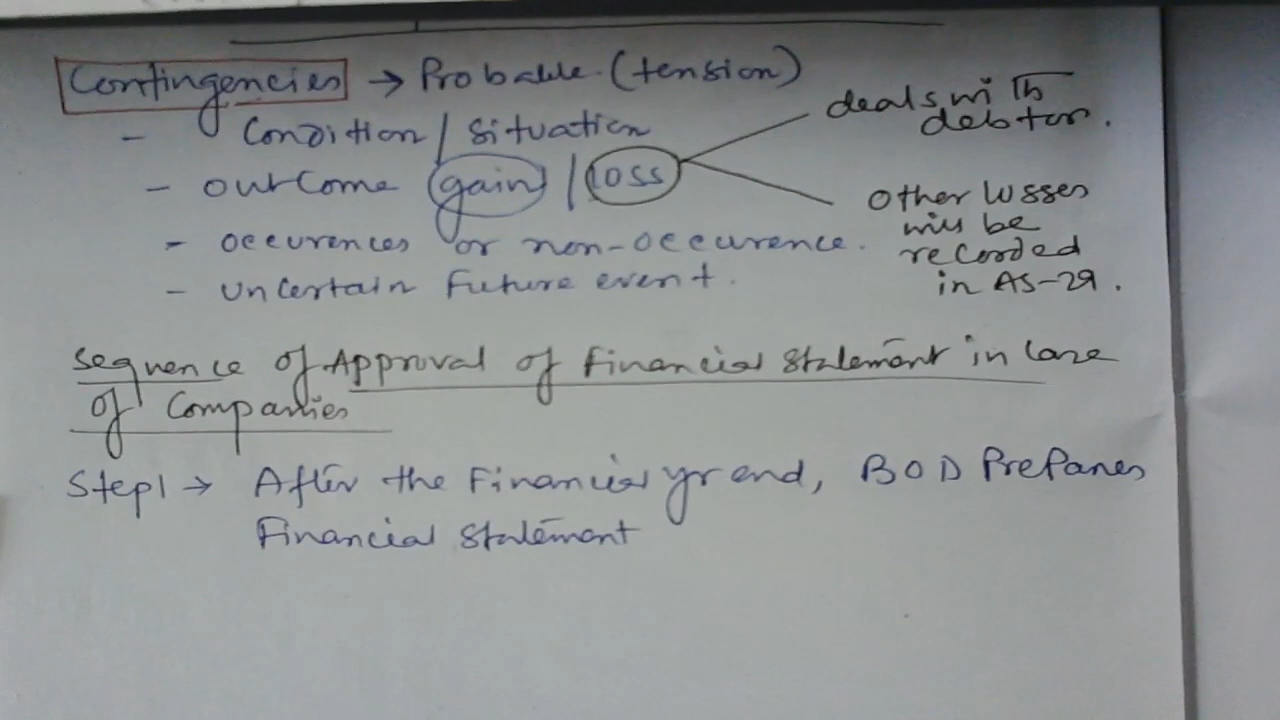 Contingencies → Probable (tension)
- Condition / Situation
deals with
debtor.
- outcome gain / loss
Other losses
will be
recorded
in AS-29.
- occurences or non-occurence.
- uncertain future event.
Sequence of Approval of Financial Statement in Case
of Companies
Step1 → After the Financial yr end, BOD Prepares
Financial Statement